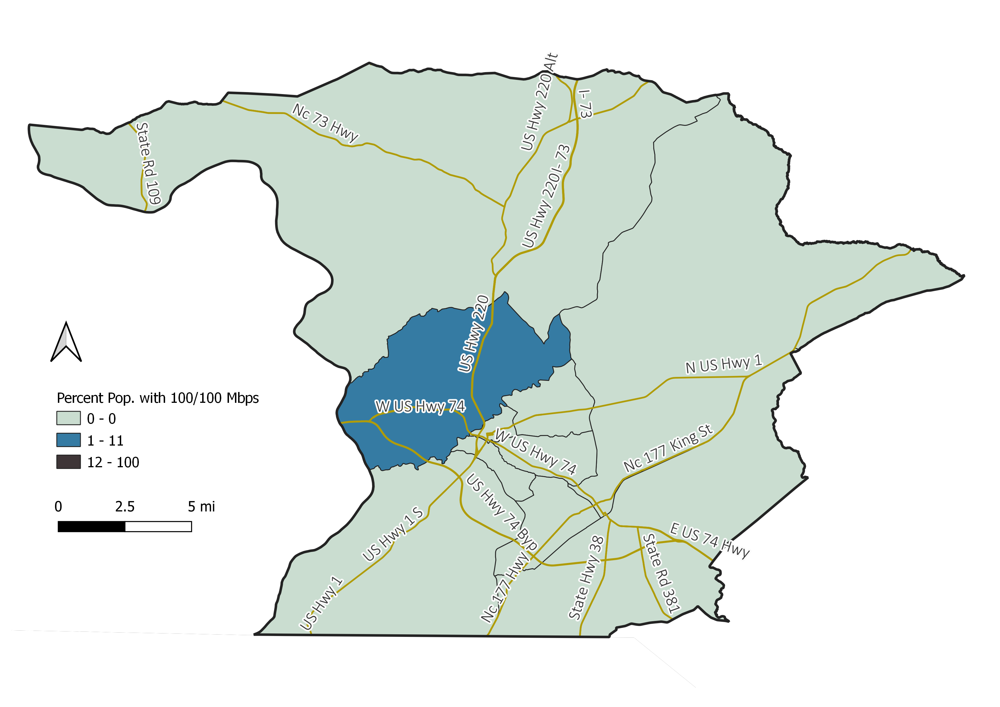 US Hwy 220 Alt
I-73
Nc 73 Hwy
State Rd 109
US Hwy 220I- 73
US Hwy 220
N US Hwy 1
W US Hwy 74
W US Hwy 74
Nc 177 King St
US Hwy 74 Byp
US Hwy 1 S
E US 74 Hwy
State Hwy 38
State Rd 381
Nc 177 Hwy
US Hwy 1
Percent Pop. with 100/100 Mbps
0 - 0
1 - 11
12 - 100
0 2.5 5 mi